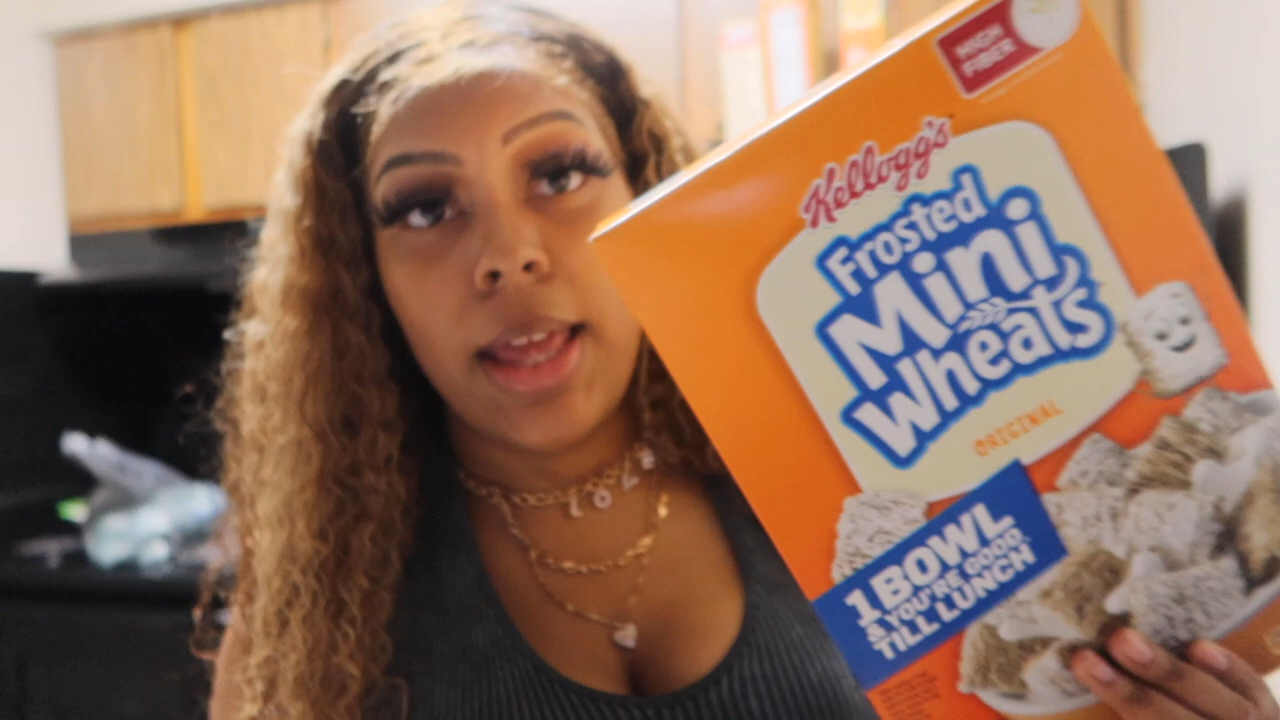 HIGH
FIBER
Kellogg's
Frosted
Mini
Wheats
ORIGINAL
1 BOWL
& YOU'RE GOOD
TILL LUNCH